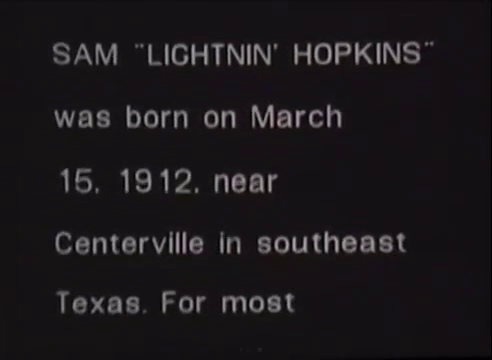 SAM "LIGHTNIN' HOPKINS"
was born on March
15, 1912, near
Centerville in southeast
Texas. For most